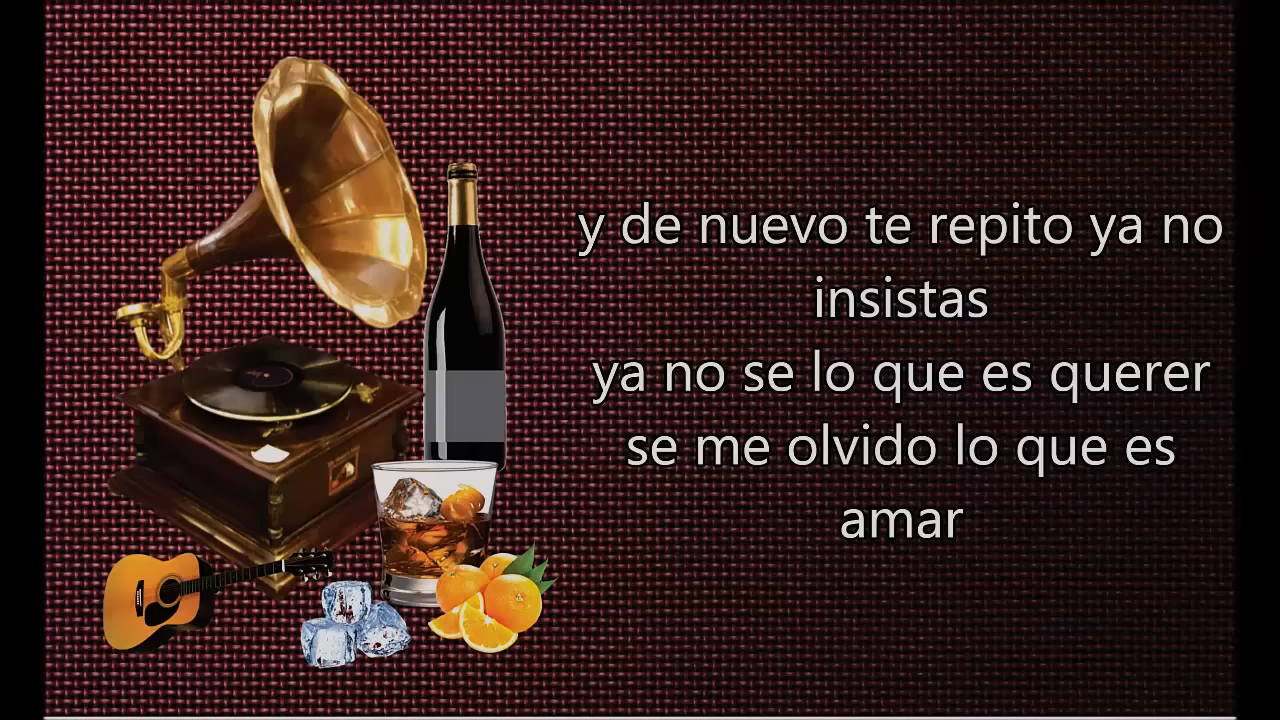 y de nuevo te repito ya no
insistas
ya no se lo que es querer
se me olvido lo que es
amar